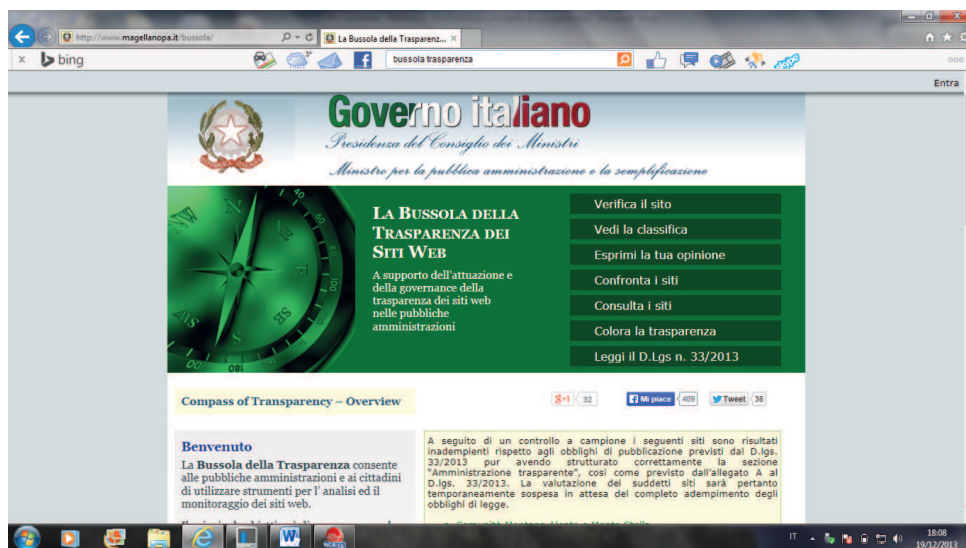 http://www.magellanopa.it/bussola/
La Bussola della Trasparenz...
bing
3°
bussola trasparenza
Entra
Governo italiano
Presidenza del Consiglio dei Ministri
Ministro per la pubblica amministrazione e la semplificazione
LA BUSSOLA DELLA
TRASPARENZA DEI
SITI WEB
A supporto dell'attuazione e
della governance della
trasparenza dei siti web
nelle pubbliche
amministrazioni
Verifica il sito
Vedi la classifica
Esprimi la tua opinione
Confronta i siti
Consulta i siti
Colora la trasparenza
Leggi il D.Lgs n. 33/2013
Compass of Transparency – Overview
g+1 32
Mi piace 409
Tweet 38
Benvenuto
La Bussola della Trasparenza consente
alle pubbliche amministrazioni e ai cittadini
di utilizzare strumenti per l' analisi ed il
monitoraggio dei siti web.
A seguito di un controllo a campione i seguenti siti sono risultati
inadempienti rispetto agli obblighi di pubblicazione previsti dal D.lgs.
33/2013 pur avendo strutturato correttamente la sezione
"Amministrazione trasparente", così come previsto dall'allegato A al
D.lgs. 33/2013. La valutazione dei suddetti siti sarà pertanto
temporaneamente sospesa in attesa del completo adempimento degli
obblighi di legge.
IT
18:08
19/12/2013